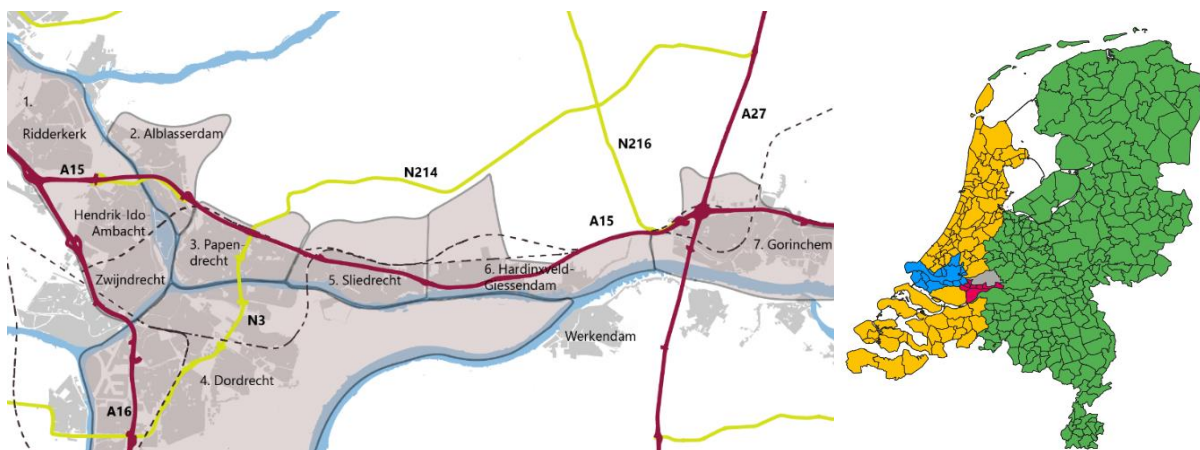 1.
Ridderkerk
2. Alblasserdam
A15
A27
N216
N214
Hendrik-Ido-
Ambacht
3. Papen-
drecht
A15
7. Gorinchem
Zwijndrecht
5. Sliedrecht
6. Hardinxveld-
Giessendam
N3
Werkendam
4. Dordrecht
A16